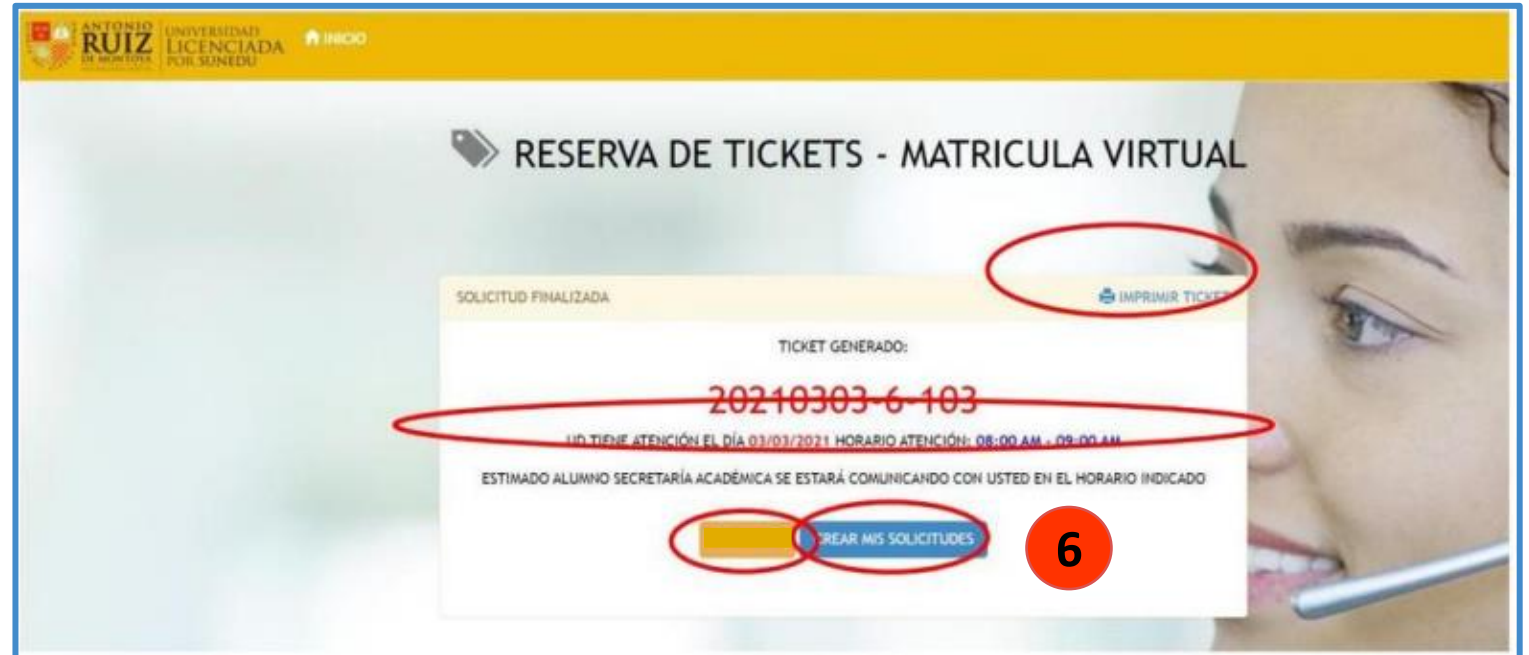 ANTONIO
RUIZ
DE MONTOYA
UNIVERSIDAD
LICENCIADA
POR SUNEDU
INICIO
RESERVA DE TICKETS - MATRICULA VIRTUAL
SOLICITUD FINALIZADA
IMPRIMIR TICKET
TICKET GENERADO:
20210303-6-103
UD TIENE ATENCIÓN EL DÍA 03/03/2021 HORARIO ATENCIÓN: 08:00 AM - 09:00 AM
ESTIMADO ALUMNO SECRETARÍA ACADÉMICA SE ESTARÁ COMUNICANDO CON USTED EN EL HORARIO INDICADO
CREAR MIS SOLICITUDES
6